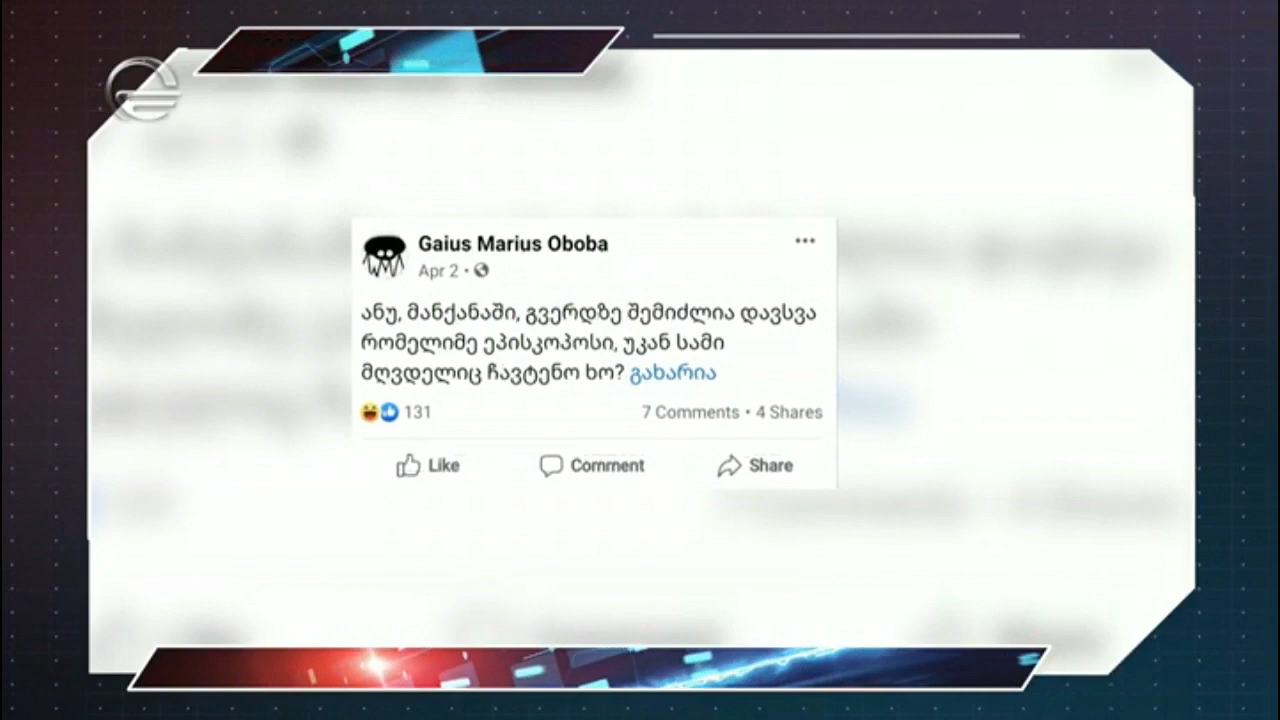 Gaius Marius Oboba
Apr 2 •
ანუ, მანქანაში, გვერდზე შემიძლია დავსვა
რომელიმე ეპისკოპოსი, უკან სამი
მღვდელიც ჩავტენო ხო? გახარია
131 7 Comments • 4 Shares
Like Comment Share